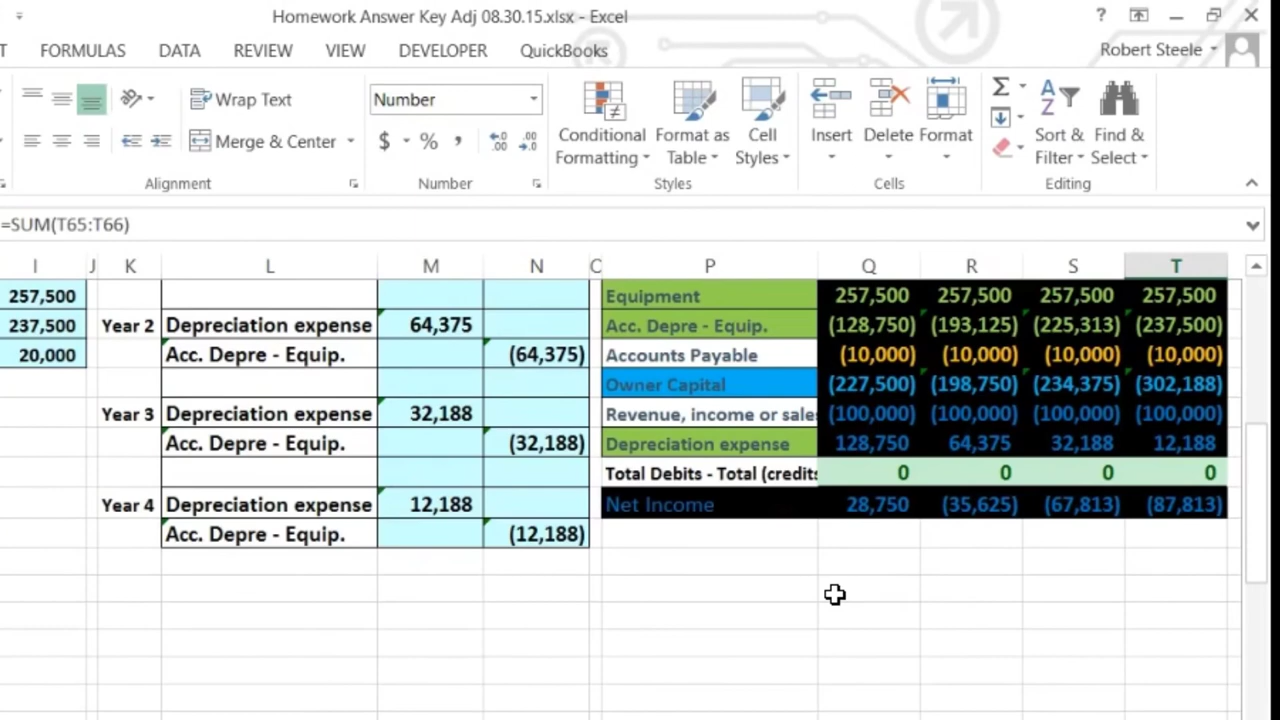 Homework Answer Key Adj 08.30.15.xlsx - Excel
?
T FORMULAS DATA REVIEW VIEW DEVELOPER QuickBooks Robert Steele
Wrap Text
Merge & Center
Alignment
Number
$ % ,
Number
Conditional Formatting
Format as Table
Cell Styles
Styles
Insert Delete Format
Cells
Σ
Sort & Filter
Find & Select
Editing
=SUM(T65:T66)
I J K L M N O P Q R S T
257,500 Equipment 257,500 257,500 257,500 257,500
237,500 Year 2 Depreciation expense 64,375 Acc. Depre - Equip. (128,750) (193,125) (225,313) (237,500)
20,000 Acc. Depre - Equip. (64,375) Accounts Payable (10,000) (10,000) (10,000) (10,000)
Owner Capital (227,500) (198,750) (234,375) (302,188)
Year 3 Depreciation expense 32,188 Revenue, income or sales (100,000) (100,000) (100,000) (100,000)
Acc. Depre - Equip. (32,188) Depreciation expense 128,750 64,375 32,188 12,188
Total Debits - Total (credits 0 0 0 0
Year 4 Depreciation expense 12,188 Net Income 28,750 (35,625) (67,813) (87,813)
Acc. Depre - Equip. (12,188)